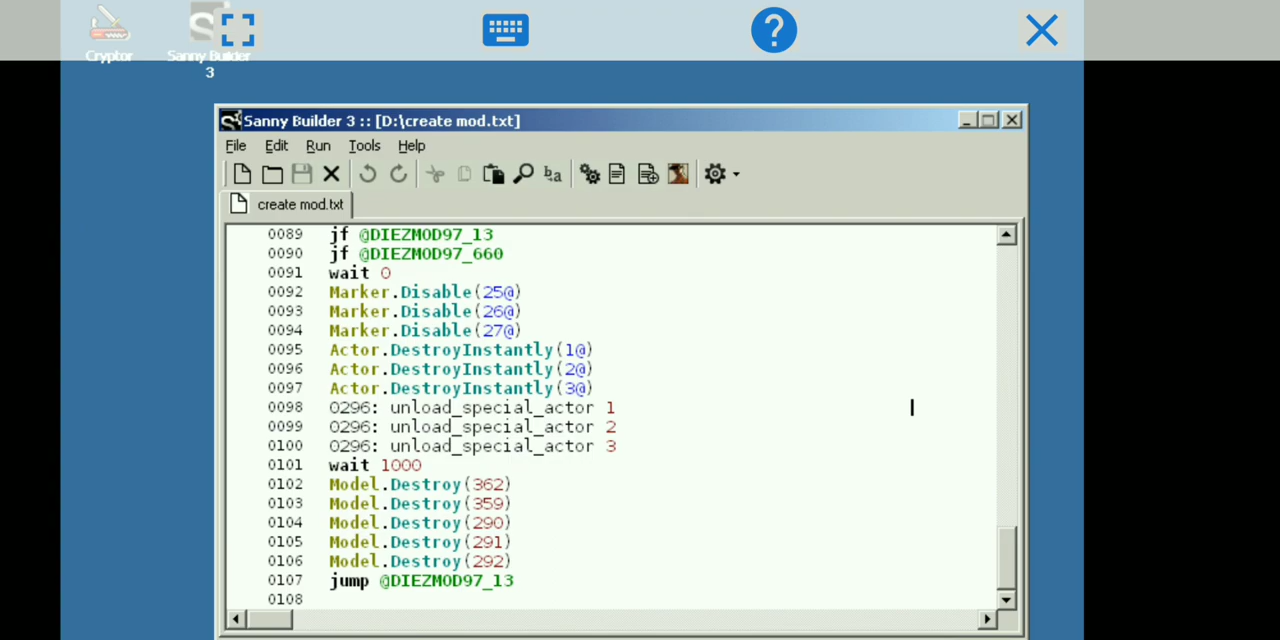 Cryptor
Sanny Builder
3
Sanny Builder 3 :: [D:\create mod.txt]
File Edit Run Tools Help
create mod.txt
0089 jf @DIEZMOD97_13
0090 jf @DIEZMOD97_660
0091 wait 0
0092 Marker.Disable(25@)
0093 Marker.Disable(26@)
0094 Marker.Disable(27@)
0095 Actor.DestroyInstantly(1@)
0096 Actor.DestroyInstantly(2@)
0097 Actor.DestroyInstantly(3@)
0098 0296: unload_special_actor 1
0099 0296: unload_special_actor 2
0100 0296: unload_special_actor 3
0101 wait 1000
0102 Model.Destroy(362)
0103 Model.Destroy(359)
0104 Model.Destroy(290)
0105 Model.Destroy(291)
0106 Model.Destroy(292)
0107 jump @DIEZMOD97_13
0108